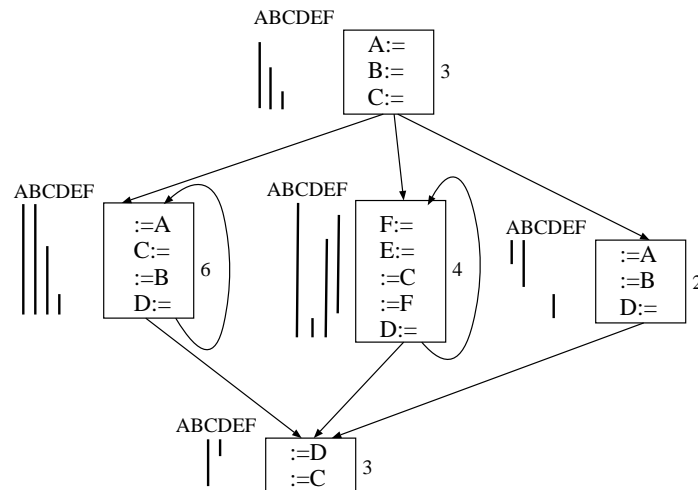 ABCDEF
A:=
B:=
C:=
3
ABCDEF
:=A
C:=
:=B
D:=
6
ABCDEF
F:=
E:=
:=C
:=F
D:=
4
ABCDEF
:=A
:=B
D:=
2
ABCDEF
:=D
:=C
3